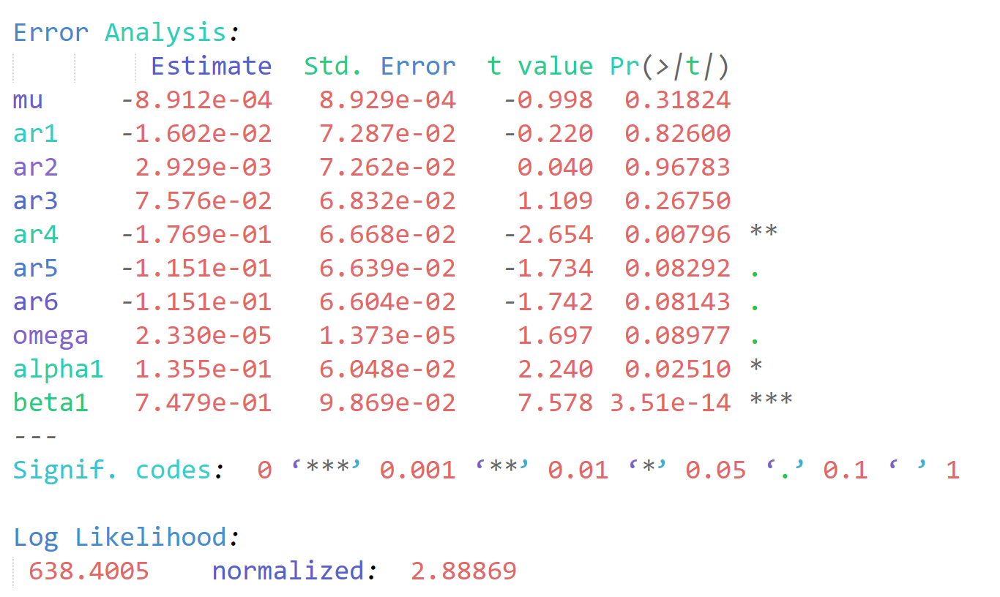 Error Analysis:
         Estimate  Std. Error  t value Pr(>|t|)
mu     -8.912e-04   8.929e-04   -0.998  0.31824
ar1    -1.602e-02   7.287e-02   -0.220  0.82600
ar2     2.929e-03   7.262e-02    0.040  0.96783
ar3     7.576e-02   6.832e-02    1.109  0.26750
ar4    -1.769e-01   6.668e-02   -2.654  0.00796 **
ar5    -1.151e-01   6.639e-02   -1.734  0.08292 .
ar6    -1.151e-01   6.604e-02   -1.742  0.08143 .
omega   2.330e-05   1.373e-05    1.697  0.08977 .
alpha1  1.355e-01   6.048e-02    2.240  0.02510 *
beta1   7.479e-01   9.869e-02    7.578 3.51e-14 ***
---
Signif. codes:  0 ‘***’ 0.001 ‘**’ 0.01 ‘*’ 0.05 ‘.’ 0.1 ‘ ’ 1
Log Likelihood:
 638.4005    normalized:  2.88869